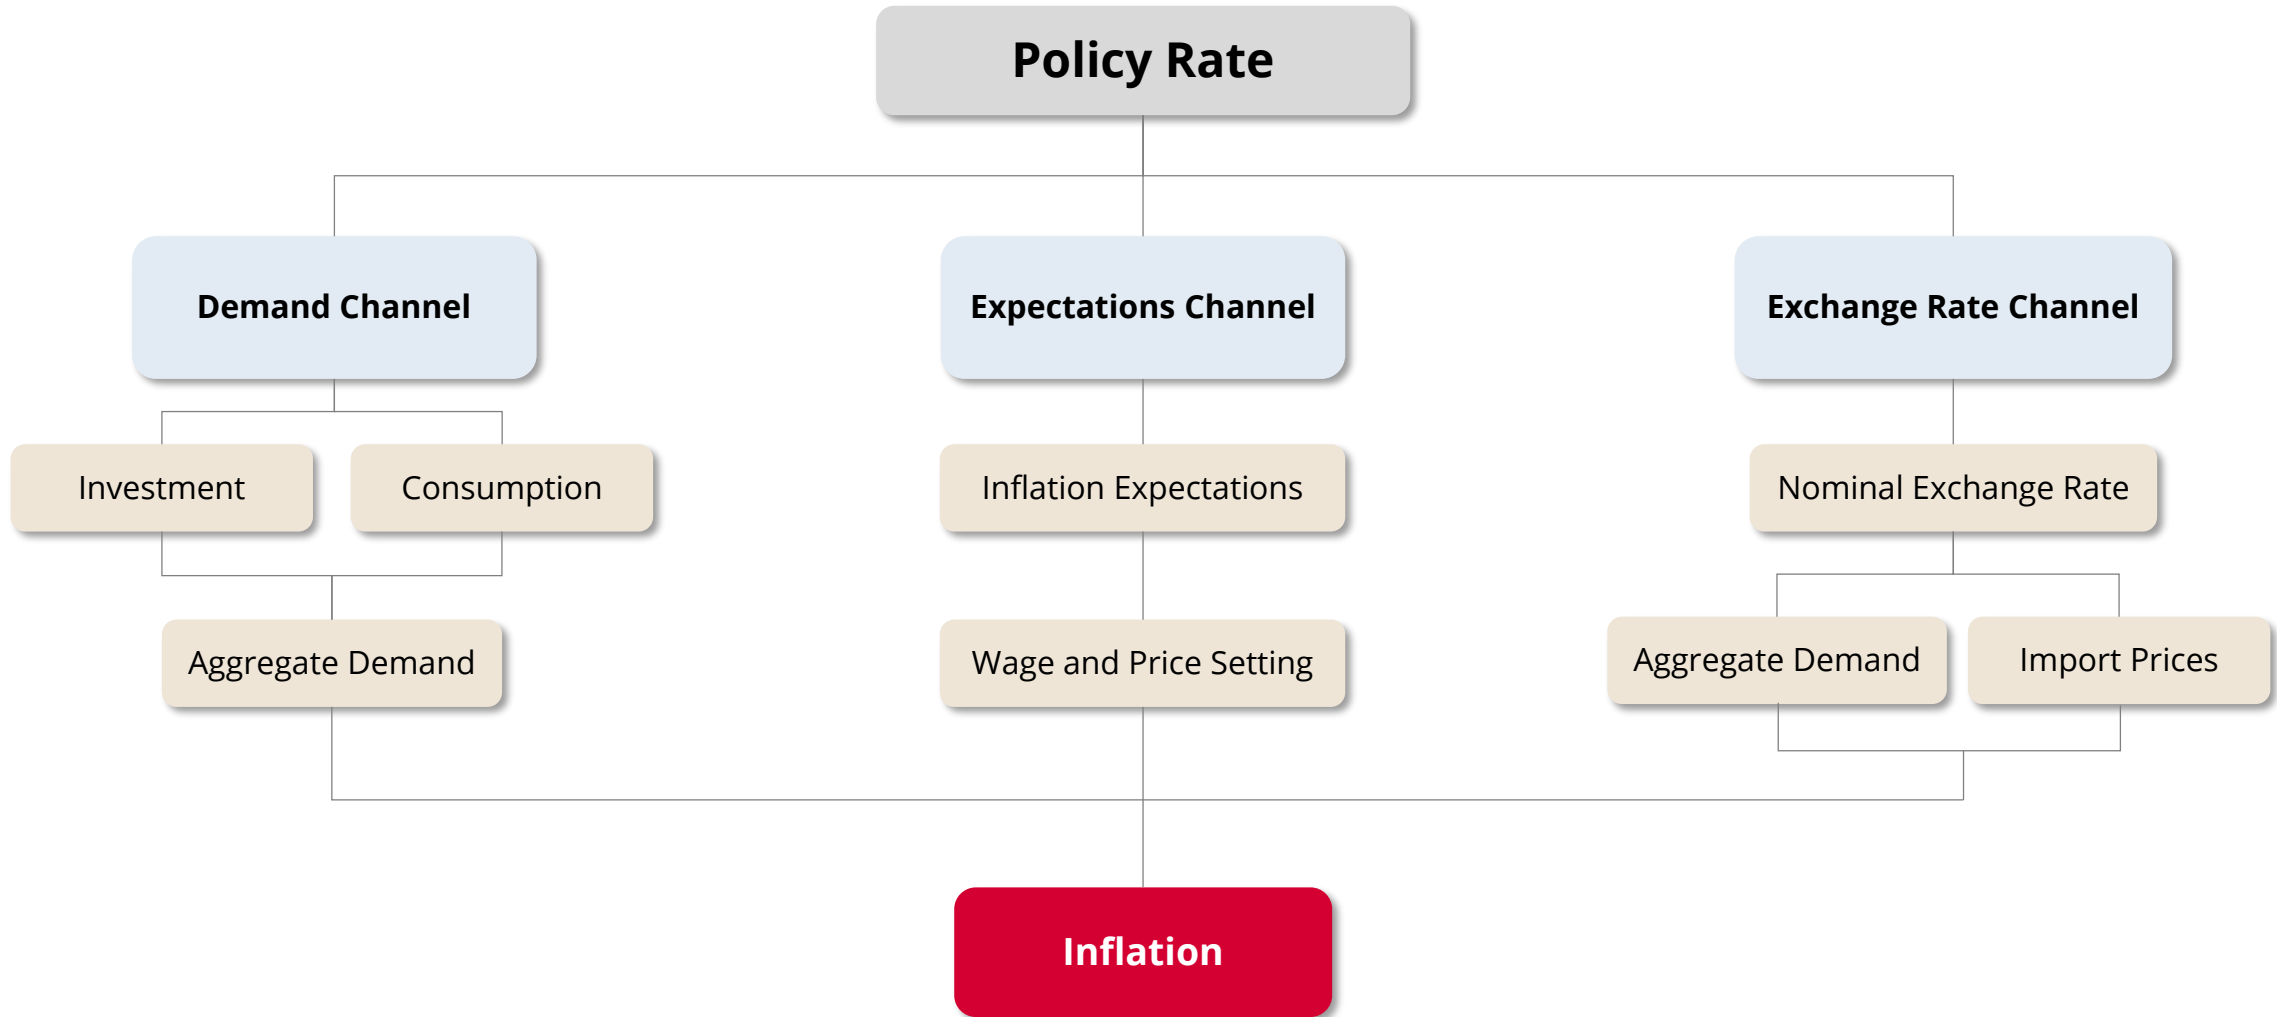 Policy Rate
Demand Channel
Expectations Channel
Exchange Rate Channel
Investment
Consumption
Inflation Expectations
Nominal Exchange Rate
Aggregate Demand
Wage and Price Setting
Aggregate Demand
Import Prices
Inflation